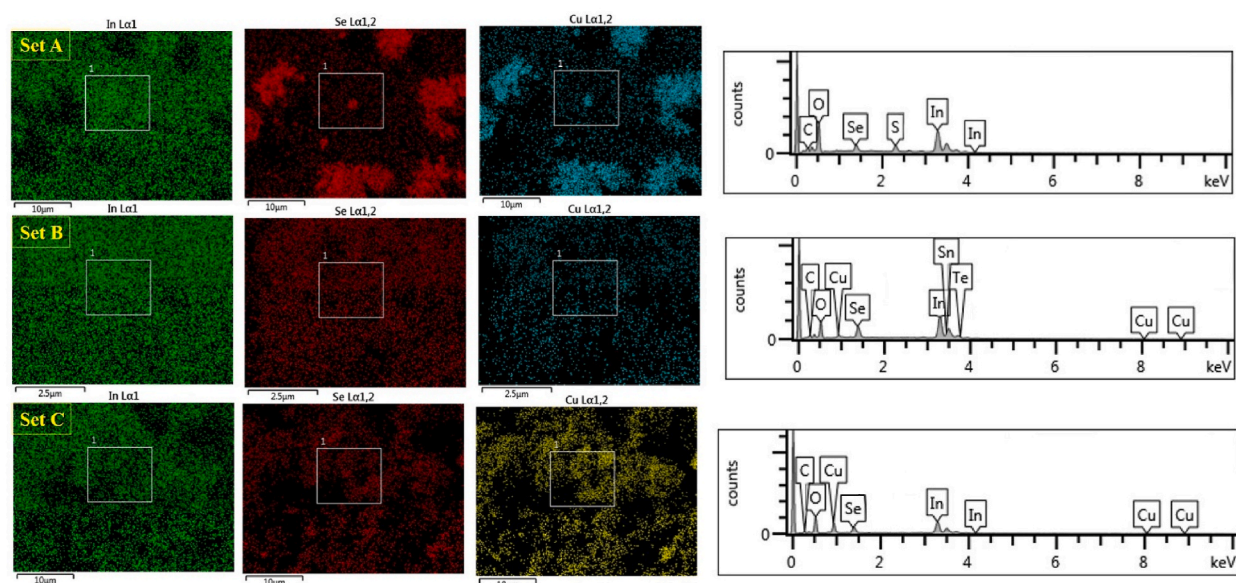 In Lα1
Se Lα1,2
Cu Lα1,2
Set A
1
1
1
10μm
10μm
10μm
counts
0
C
O
Se
S
In
In
0
2
4
6
8
keV
In Lα1
Se Lα1,2
Cu Lα1,2
Set B
1
1
1
2.5μm
2.5μm
2.5μm
counts
0
C
O
Cu
Se
In
Sn
Te
Cu
Cu
0
2
4
6
8
keV
In Lα1
Se Lα1,2
Cu Lα1,2
Set C
1
1
1
10μm
10μm
counts
0
C
O
Cu
Se
In
In
Cu
Cu
0
2
4
6
8
keV